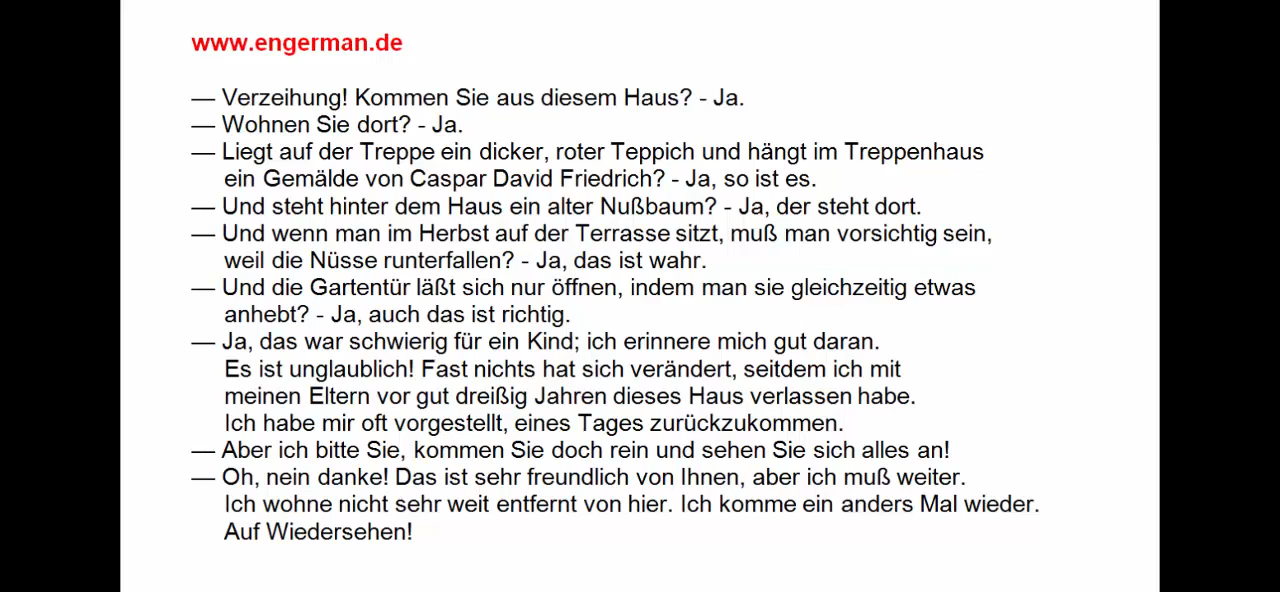 www.engerman.de
— Verzeihung! Kommen Sie aus diesem Haus? - Ja.
— Wohnen Sie dort? - Ja.
— Liegt auf der Treppe ein dicker, roter Teppich und hängt im Treppenhaus
ein Gemälde von Caspar David Friedrich? - Ja, so ist es.
— Und steht hinter dem Haus ein alter Nußbaum? - Ja, der steht dort.
— Und wenn man im Herbst auf der Terrasse sitzt, muß man vorsichtig sein,
weil die Nüsse runterfallen? - Ja, das ist wahr.
— Und die Gartentür läßt sich nur öffnen, indem man sie gleichzeitig etwas
anhebt? - Ja, auch das ist richtig.
— Ja, das war schwierig für ein Kind; ich erinnere mich gut daran.
Es ist unglaublich! Fast nichts hat sich verändert, seitdem ich mit
meinen Eltern vor gut dreißig Jahren dieses Haus verlassen habe.
Ich habe mir oft vorgestellt, eines Tages zurückzukommen.
— Aber ich bitte Sie, kommen Sie doch rein und sehen Sie sich alles an!
— Oh, nein danke! Das ist sehr freundlich von Ihnen, aber ich muß weiter.
Ich wohne nicht sehr weit entfernt von hier. Ich komme ein anders Mal wieder.
Auf Wiedersehen!